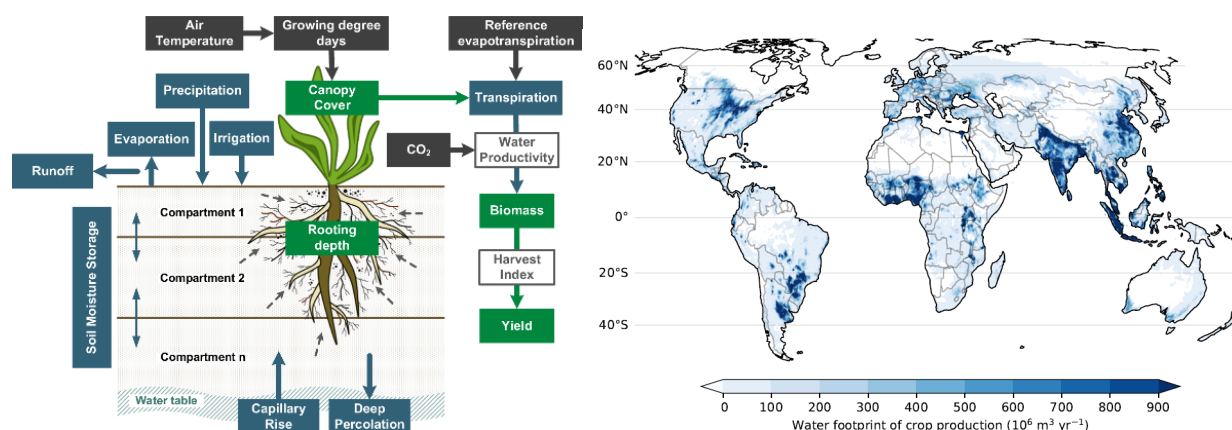 Air
Temperature
Growing degree
days
Reference
evapotranspiration
Precipitation
Canopy
Cover
Transpiration
Evaporation
Irrigation
CO₂
Water
Productivity
Runoff
Compartment 1
Biomass
Rooting
depth
Soil Moisture Storage
Compartment 2
Harvest
Index
Yield
Compartment n
Water table
Capillary
Rise
Deep
Percolation
60°N
40°N
20°N
0°
20°S
40°S
0 100 200 300 400 500 600 700 800 900
Water footprint of crop production (10⁶ m³ yr⁻¹)